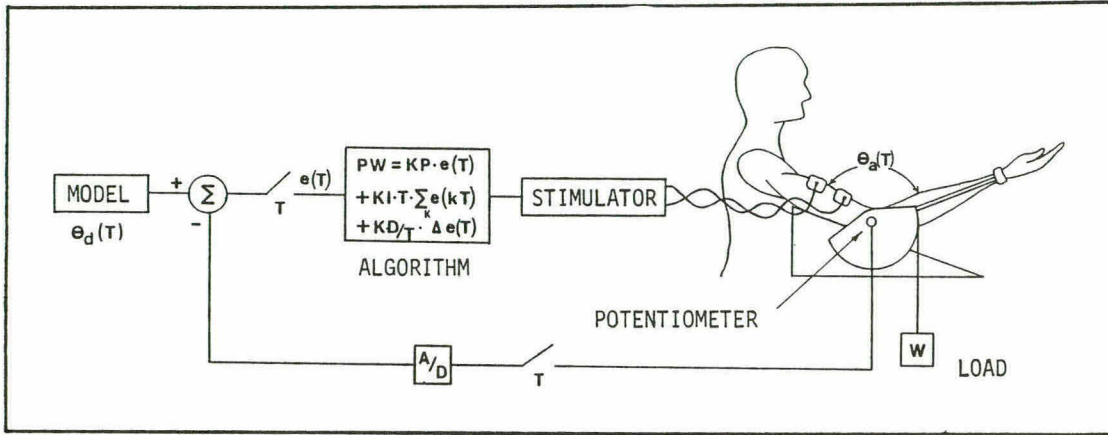 MODEL
θd(T)
+
−
Σ
T
e(T)
PW = KP·e(T)
+ KI·T·Σ e(kT)
k
+ KD/T · Δe(T)
ALGORITHM
STIMULATOR
θa(T)
POTENTIOMETER
A/D
T
W
LOAD